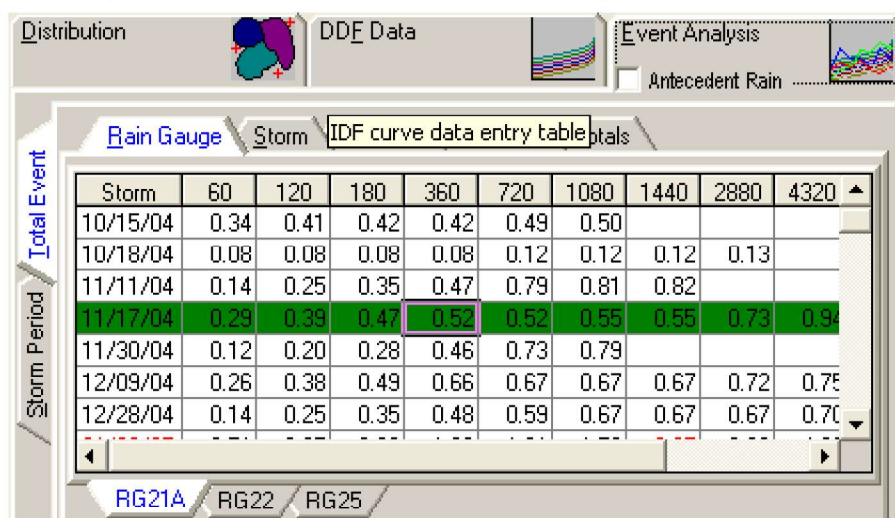 Distribution DDF Data Event Analysis
Antecedent Rain
Rain Gauge Storm IDF curve data entry table otals
Total Event
Storm Period
Storm 60 120 180 360 720 1080 1440 2880 4320
10/15/04 0.34 0.41 0.42 0.42 0.49 0.50
10/18/04 0.08 0.08 0.08 0.08 0.12 0.12 0.12 0.13
11/11/04 0.14 0.25 0.35 0.47 0.79 0.81 0.82
11/17/04 0.29 0.39 0.47 0.52 0.52 0.55 0.55 0.73 0.94
11/30/04 0.12 0.20 0.28 0.46 0.73 0.79
12/09/04 0.26 0.38 0.49 0.66 0.67 0.67 0.67 0.72 0.75
12/28/04 0.14 0.25 0.35 0.48 0.59 0.67 0.67 0.67 0.70
RG21A RG22 RG25